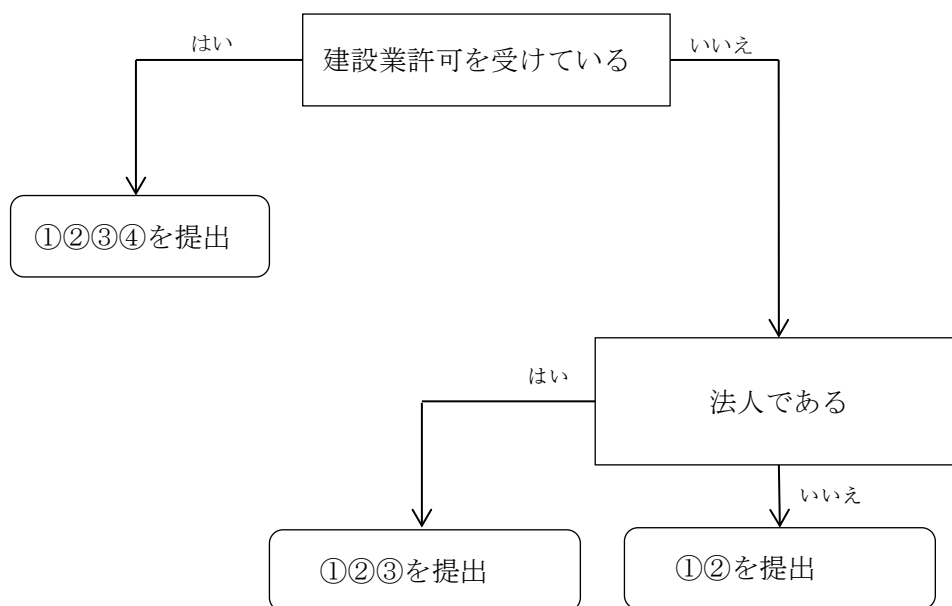 はい
建設業許可を受けている
いいえ
①②③④を提出
はい
法人である
いいえ
①②③を提出
①②を提出